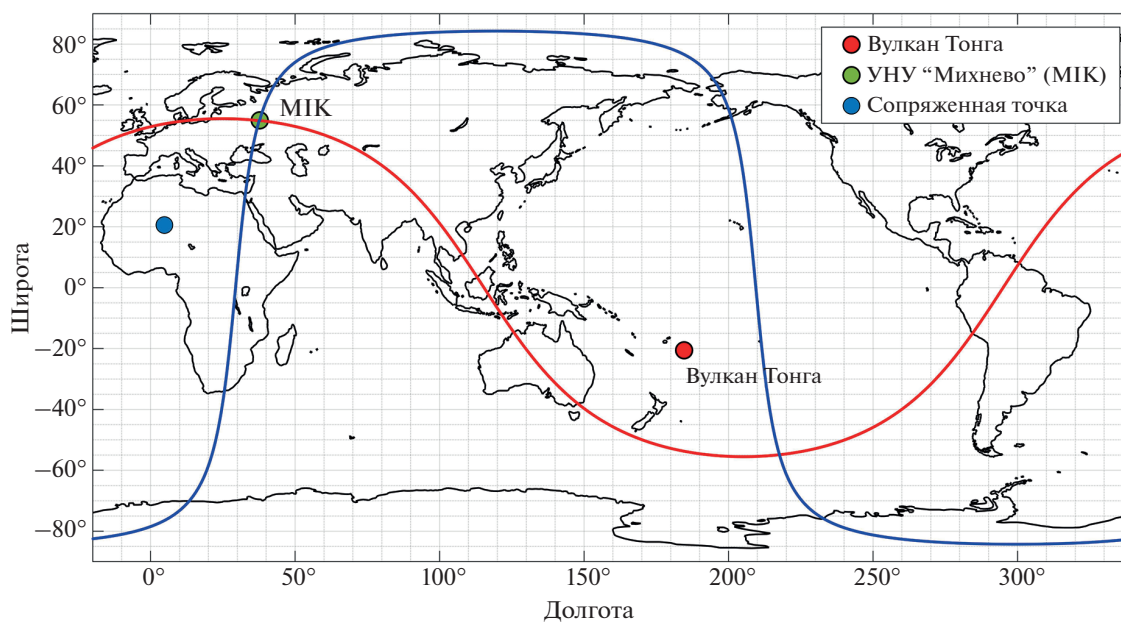 80°
60°
40°
20°
0°
−20°
−40°
−60°
−80°
Широта
Вулкан Тонга
УНУ “Михнево” (MIK)
Сопряженная точка
MIK
Вулкан Тонга
0° 50° 100° 150° 200° 250° 300°
Долгота